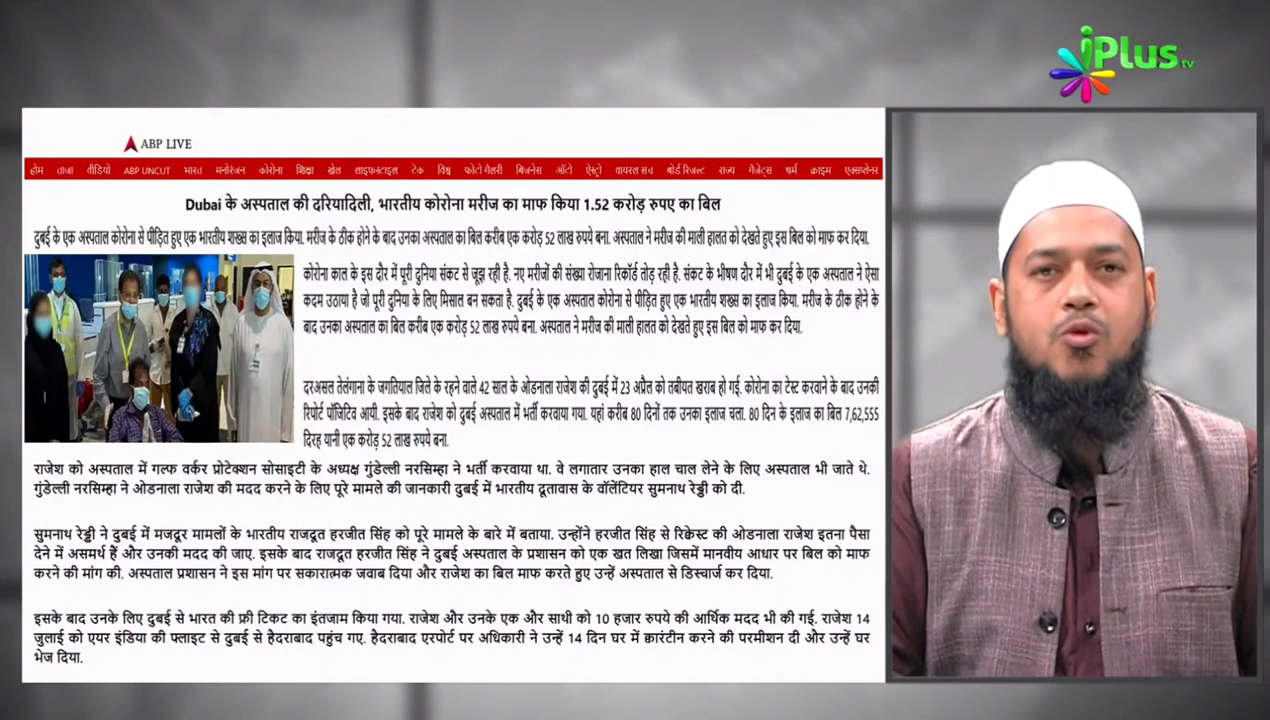 iPlus.tv
ABP LIVE
होम ताजा वीडियो ABP UNCUT भारत मनोरंजन कोरोना शिक्षा खेल लाइफस्टाइल टेक विश्व फोटो गैलरी बिजनेस ऑटो ऐस्ट्रो वायरल सच बोर्ड रिजल्ट राज्य गैजेट्स धर्म क्राइम एक्सप्लेनर
Dubai के अस्पताल की दरियादिली, भारतीय कोरोना मरीज का माफ किया 1.52 करोड़ रुपए का बिल
दुबई के एक अस्पताल कोरोना से पीड़ित हुए एक भारतीय शख्स का इलाज किया. मरीज के ठीक होने के बाद उनका अस्पताल का बिल करीब एक करोड़ 52 लाख रुपये बना. अस्पताल ने मरीज की माली हालत को देखते हुए इस बिल को माफ कर दिया.
कोरोना काल के इस दौर में पूरी दुनिया संकट से जूझ रही है. नए मरीजों की संख्या रोजाना रिकॉर्ड तोड़ रही है. संकट के भीषण दौर में भी दुबई के एक अस्पताल ने ऐसा
कदम उठाया है जो पूरी दुनिया के लिए मिसाल बन सकता है. दुबई के एक अस्पताल कोरोना से पीड़ित हुए एक भारतीय शख्स का इलाज किया. मरीज के ठीक होने के
बाद उनका अस्पताल का बिल करीब एक करोड़ 52 लाख रुपये बना. अस्पताल ने मरीज की माली हालत को देखते हुए इस बिल को माफ कर दिया.
दरअसल तेलंगाना के जगतियाल जिले के रहने वाले 42 साल के ओडनाला राजेश की दुबई में 23 अप्रैल को तबीयत खराब हो गई. कोरोना का टेस्ट करवाने के बाद उनकी
रिपोर्ट पॉजिटिव आयी. इसके बाद राजेश को दुबई अस्पताल में भर्ती करवाया गया. यहां करीब 80 दिनों तक उनका इलाज चला. 80 दिन के इलाज का बिल 7,62,555
दिरह यानी एक करोड़ 52 लाख रुपये बना.
राजेश को अस्पताल में गल्फ वर्कर प्रोटेक्शन सोसाइटी के अध्यक्ष गुंडेल्ली नरसिम्हा ने भर्ती करवाया था. वे लगातार उनका हाल चाल लेने के लिए अस्पताल भी जाते थे.
गुंडेल्ली नरसिम्हा ने ओडनाला राजेश की मदद करने के लिए पूरे मामले की जानकारी दुबई में भारतीय दूतावास के वॉलेंटियर सुमनाथ रेड्डी को दी.
सुमनाथ रेड्डी ने दुबई में मजदूर मामलों के भारतीय राजदूत हरजीत सिंह को पूरे मामले के बारे में बताया. उन्होंने हरजीत सिंह से रिक्वेस्ट की ओडनाला राजेश इतना पैसा
देने में असमर्थ हैं और उनकी मदद की जाए. इसके बाद राजदूत हरजीत सिंह ने दुबई अस्पताल के प्रशासन को एक खत लिखा जिसमें मानवीय आधार पर बिल को माफ
करने की मांग की. अस्पताल प्रशासन ने इस मांग पर सकारात्मक जवाब दिया और राजेश का बिल माफ करते हुए उन्हें अस्पताल से डिस्चार्ज कर दिया.
इसके बाद उनके लिए दुबई से भारत की फ्री टिकट का इंतजाम किया गया. राजेश और उनके एक और साथी को 10 हजार रुपये की आर्थिक मदद भी की गई. राजेश 14
जुलाई को एयर इंडिया की फ्लाइट से दुबई से हैदराबाद पहुंच गए. हैदराबाद एरपोर्ट पर अधिकारी ने उन्हें 14 दिन घर में क्वारंटीन करने की परमीशन दी और उन्हें घर
भेज दिया.